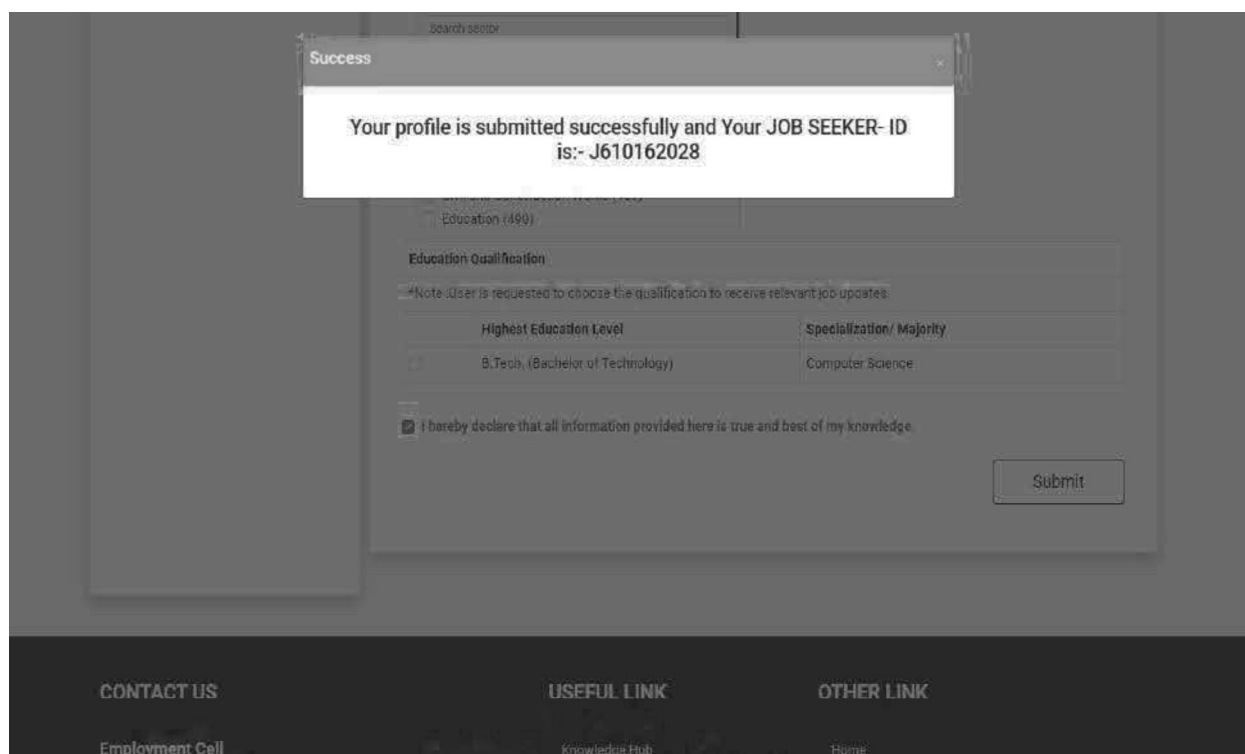 Search sector
Success
×
Your profile is submitted successfully and Your JOB SEEKER- ID
is:- J610162028
Education (490)
Education Qualification
*Note :User is requested to choose the qualification to receive relevant job updates.
Highest Education Level Specialization/ Majority
B.Tech. (Bachelor of Technology) Computer Science
I hereby declare that all information provided here is true and best of my knowledge.
Submit
CONTACT US USEFUL LINK OTHER LINK
Employment Cell Knowledge Hub Home